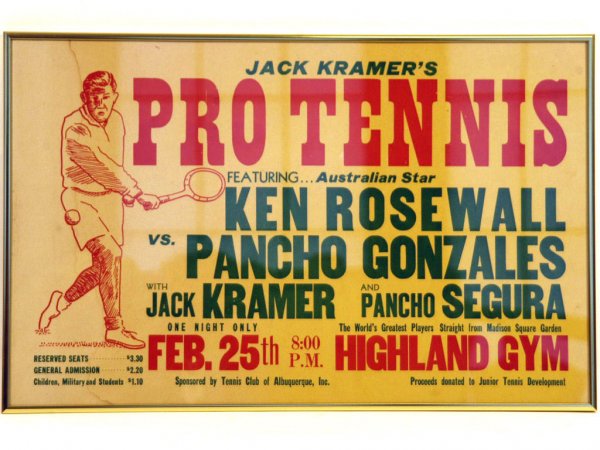 JACK KRAMER'S
PRO TENNIS
FEATURING... Australian Star
KEN ROSEWALL
VS. PANCHO GONZALES
WITH JACK KRAMER AND PANCHO SEGURA
ONE NIGHT ONLY The World's Greatest Players Straight from Madison Square Garden
FEB. 25th 8:00 P.M. HIGHLAND GYM
RESERVED SEATS ...... $3.30
GENERAL ADMISSION ...... $2.20
Children, Military and Students $1.10
Sponsored by Tennis Club of Albuquerque, Inc. Proceeds donated to Junior Tennis Development